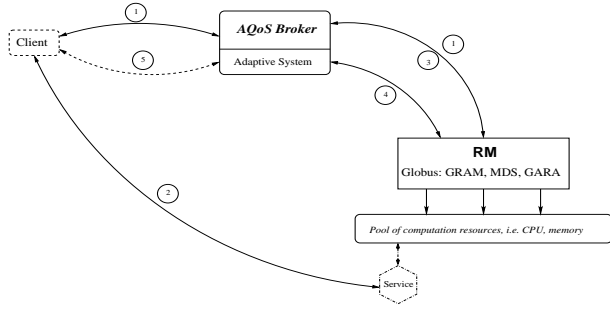 1
AQoS Broker
1
Client
5
Adaptive System
3
4
RM
Globus: GRAM, MDS, GARA
2
Pool of computation resources, i.e. CPU, memory
Service